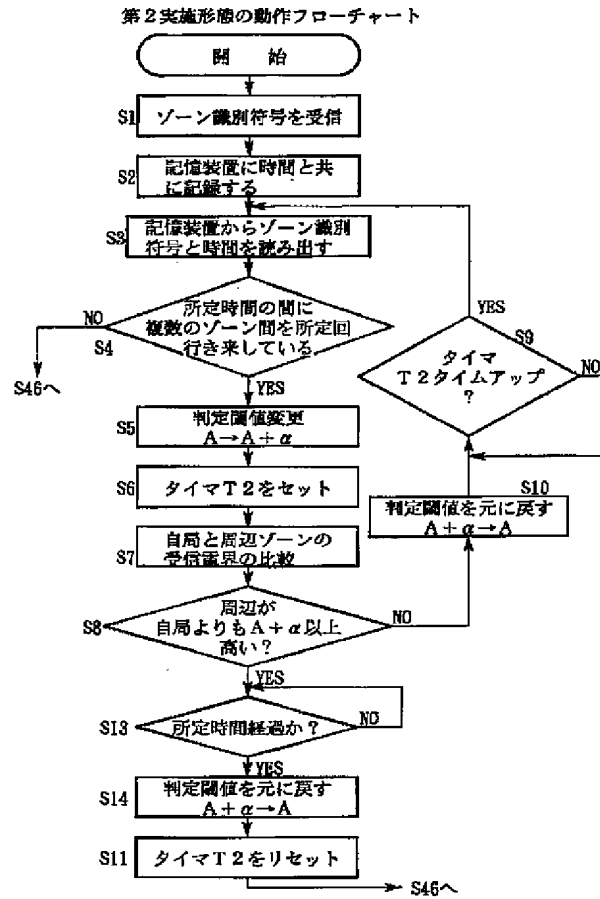 第2実施形態の動作フローチャート
開 始
S1
ゾーン識別符号を受信
S2
記憶装置に時間と共
に記録する
S3
記憶装置からゾーン識別
符号と時間を読み出す
所定時間の間に
複数のゾーン間を所定回
行き来している
NO
S4
S46へ
YES
S5
判定閾値変更
A→A+α
S6
タイマT2をセット
S7
自局と周辺ゾーンの
受信電界の比較
周辺が
自局よりもA+α以上
高い?
S8
NO
YES
S13
所定時間経過か?
NO
YES
S14
判定閾値を元に戻す
A+α→A
S11
タイマT2をリセット
S46へ
YES
S9
タイマ
T2タイムアップ
?
NO
S10
判定閾値を元に戻す
A+α→A